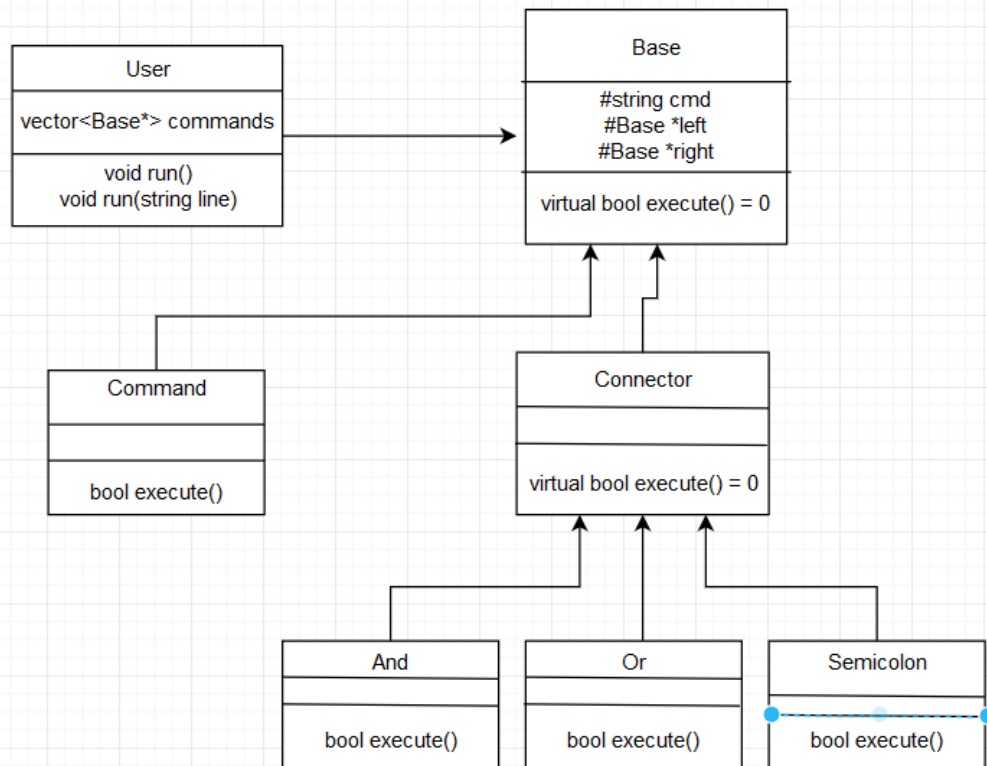 User
vector<Base*> commands
void run()
void run(string line)
Base
#string cmd
#Base *left
#Base *right
virtual bool execute() = 0
Command
bool execute()
Connector
virtual bool execute() = 0
And
bool execute()
Or
bool execute()
Semicolon
bool execute()